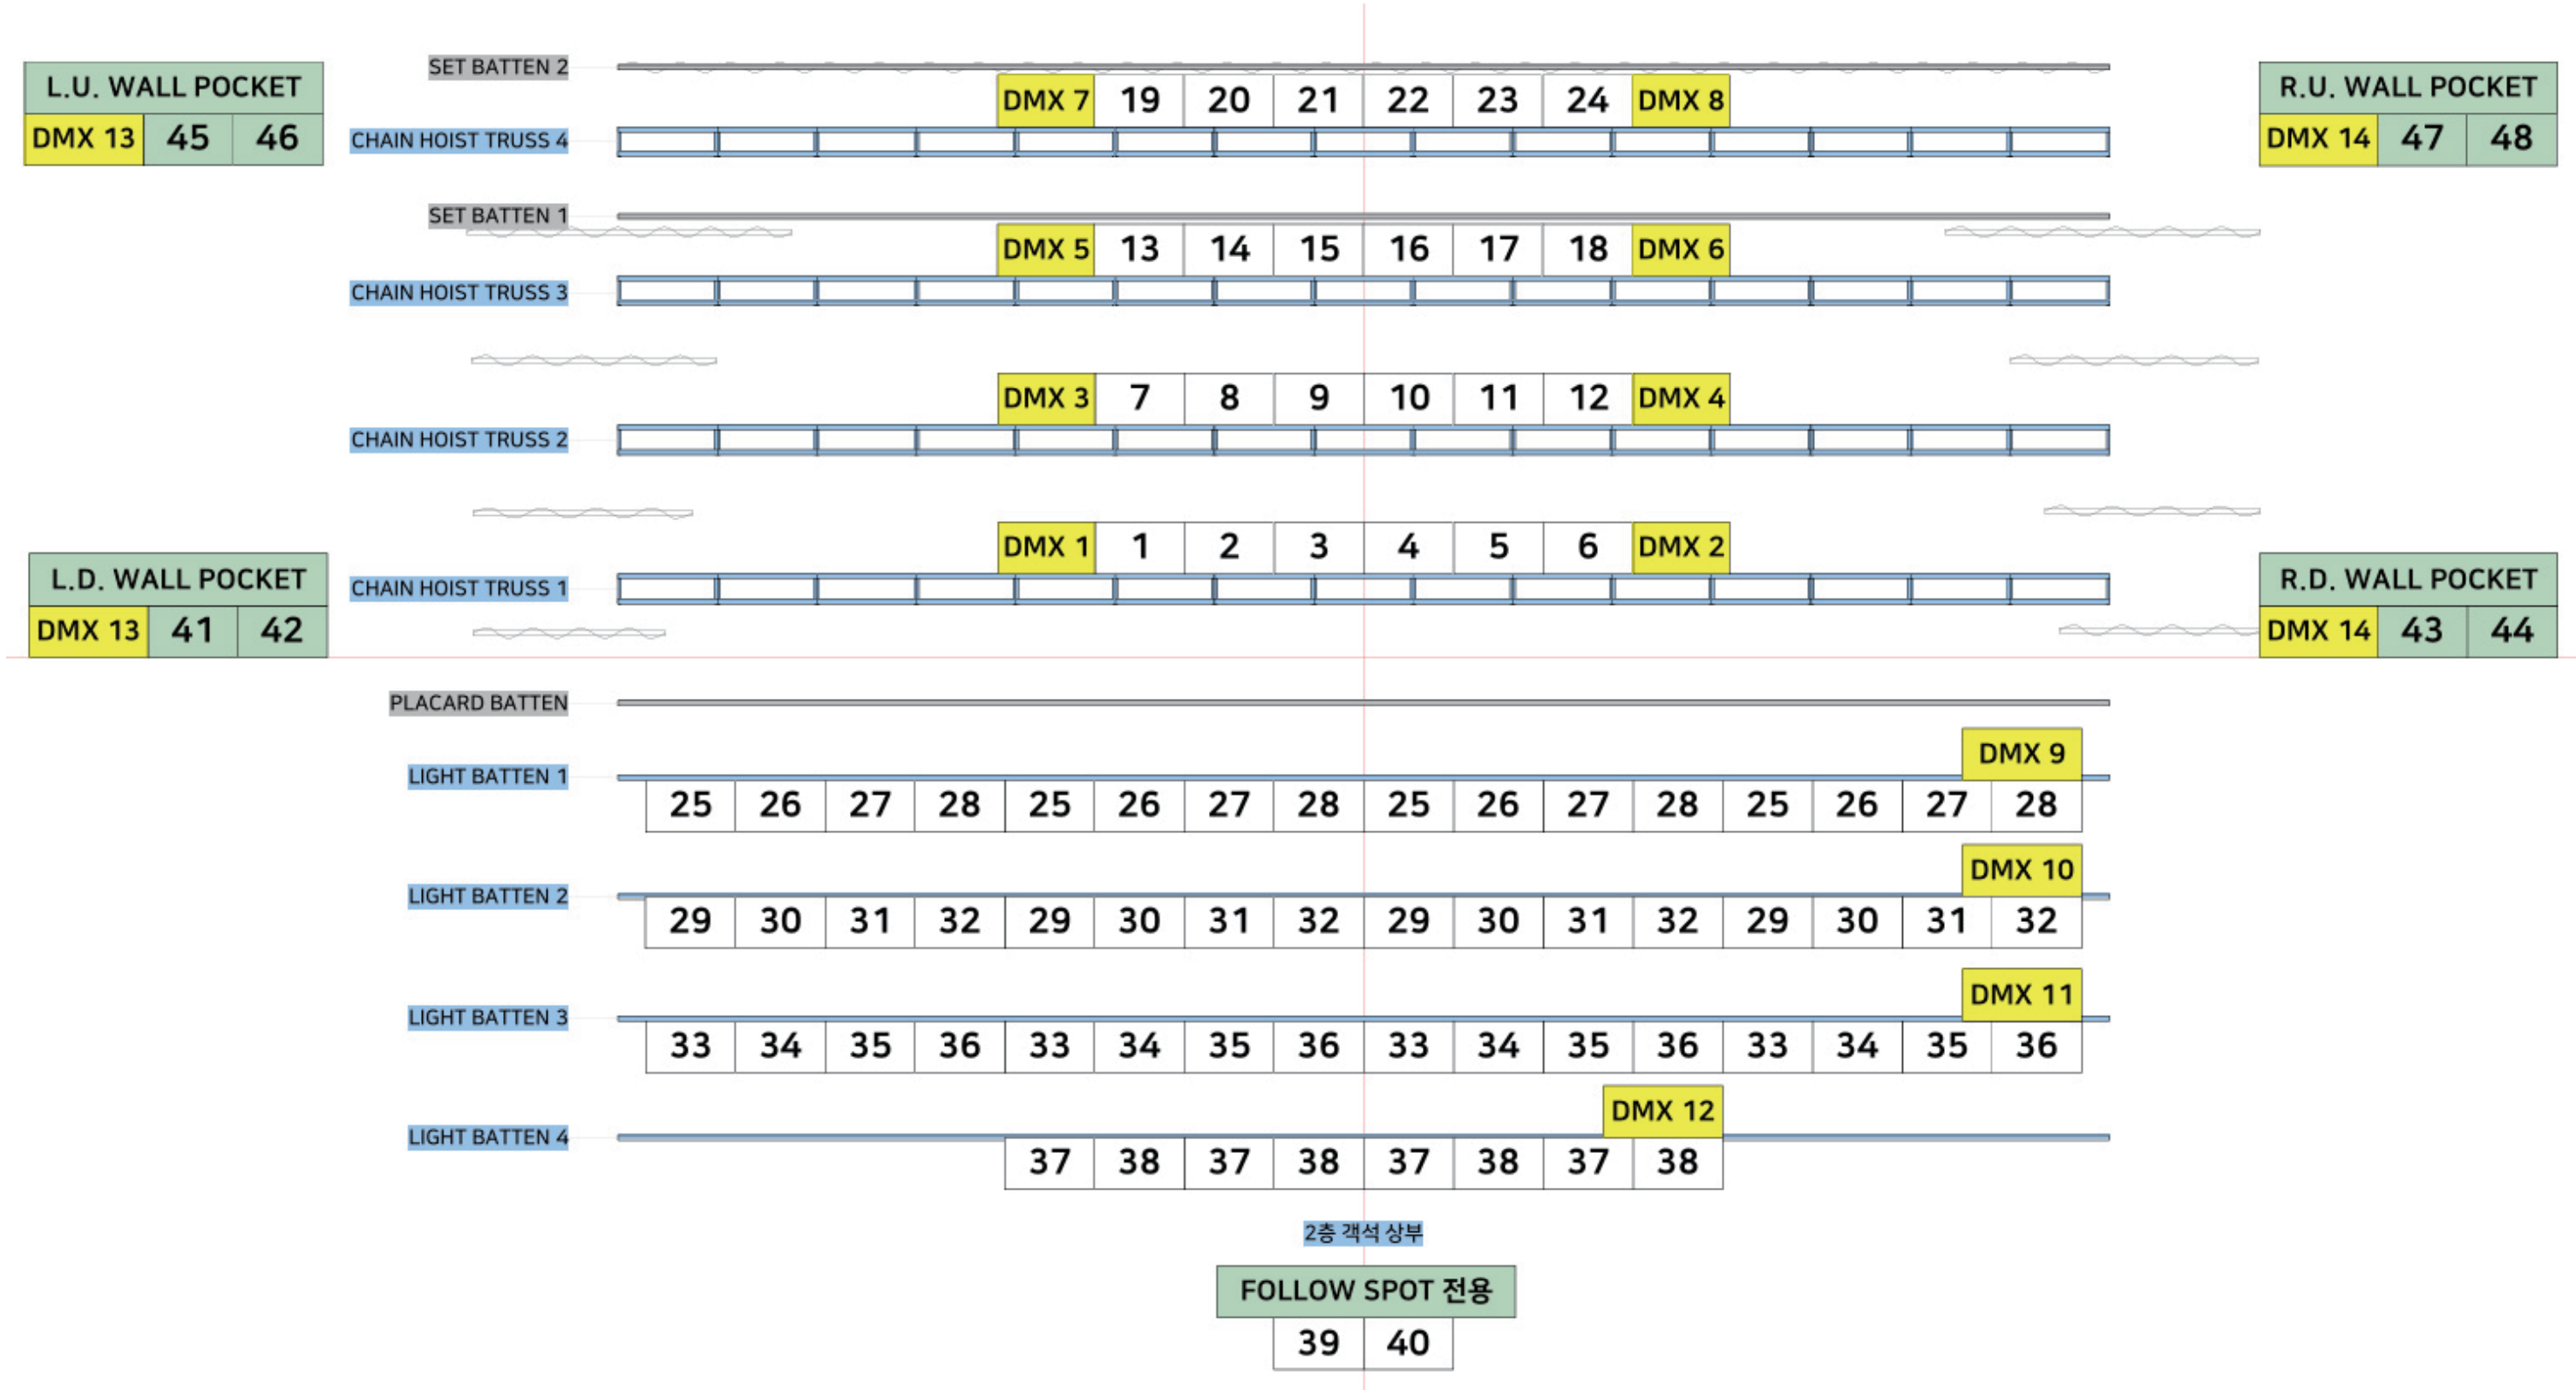 SET BATTEN 2
L.U. WALL POCKET
DMX 13 45 46
DMX 7 19 20 21 22 23 24 DMX 8
R.U. WALL POCKET
DMX 14 47 48
CHAIN HOIST TRUSS 4
SET BATTEN 1
DMX 5 13 14 15 16 17 18 DMX 6
CHAIN HOIST TRUSS 3
DMX 3 7 8 9 10 11 12 DMX 4
CHAIN HOIST TRUSS 2
DMX 1 1 2 3 4 5 6 DMX 2
L.D. WALL POCKET
DMX 13 41 42
CHAIN HOIST TRUSS 1
R.D. WALL POCKET
DMX 14 43 44
PLACARD BATTEN
DMX 9
LIGHT BATTEN 1
25 26 27 28 25 26 27 28 25 26 27 28 25 26 27 28
DMX 10
LIGHT BATTEN 2
29 30 31 32 29 30 31 32 29 30 31 32 29 30 31 32
DMX 11
LIGHT BATTEN 3
33 34 35 36 33 34 35 36 33 34 35 36 33 34 35 36
DMX 12
LIGHT BATTEN 4
37 38 37 38 37 38 37 38
2층 객석 상부
FOLLOW SPOT 전용
39 40